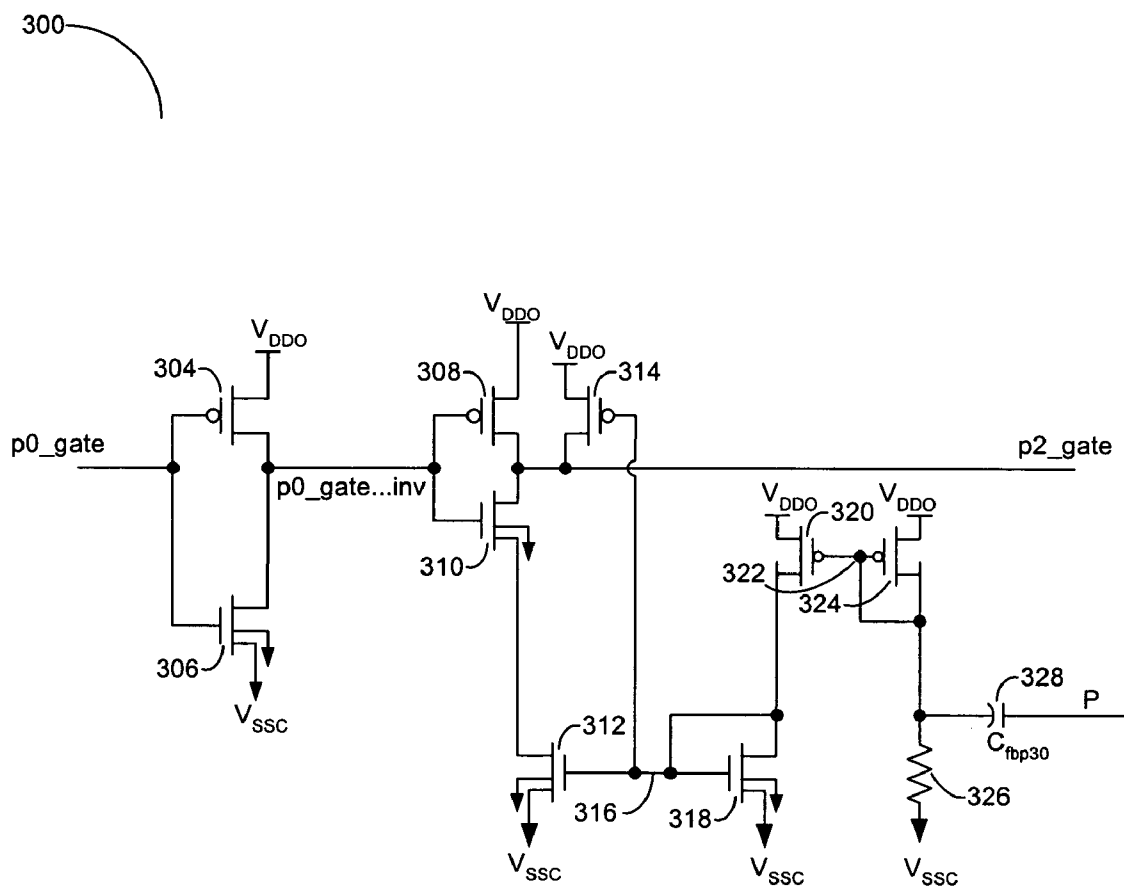 300
V_DDO
V_DDO
V_DDO
304
308
314
p0_gate
p0_gate...inv
p2_gate
V_DDO
V_DDO
320
310
322
324
306
V_SSC
328
P
312
C_fbp30
316
318
326
V_SSC
V_SSC
V_SSC